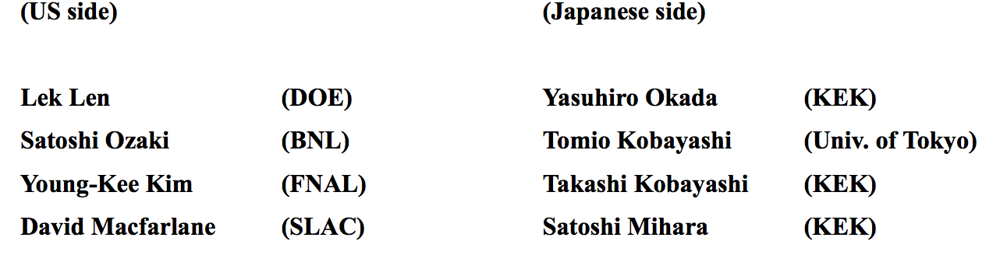 (US side) (Japanese side)
Lek Len (DOE) Yasuhiro Okada (KEK)
Satoshi Ozaki (BNL) Tomio Kobayashi (Univ. of Tokyo)
Young-Kee Kim (FNAL) Takashi Kobayashi (KEK)
David Macfarlane (SLAC) Satoshi Mihara (KEK)